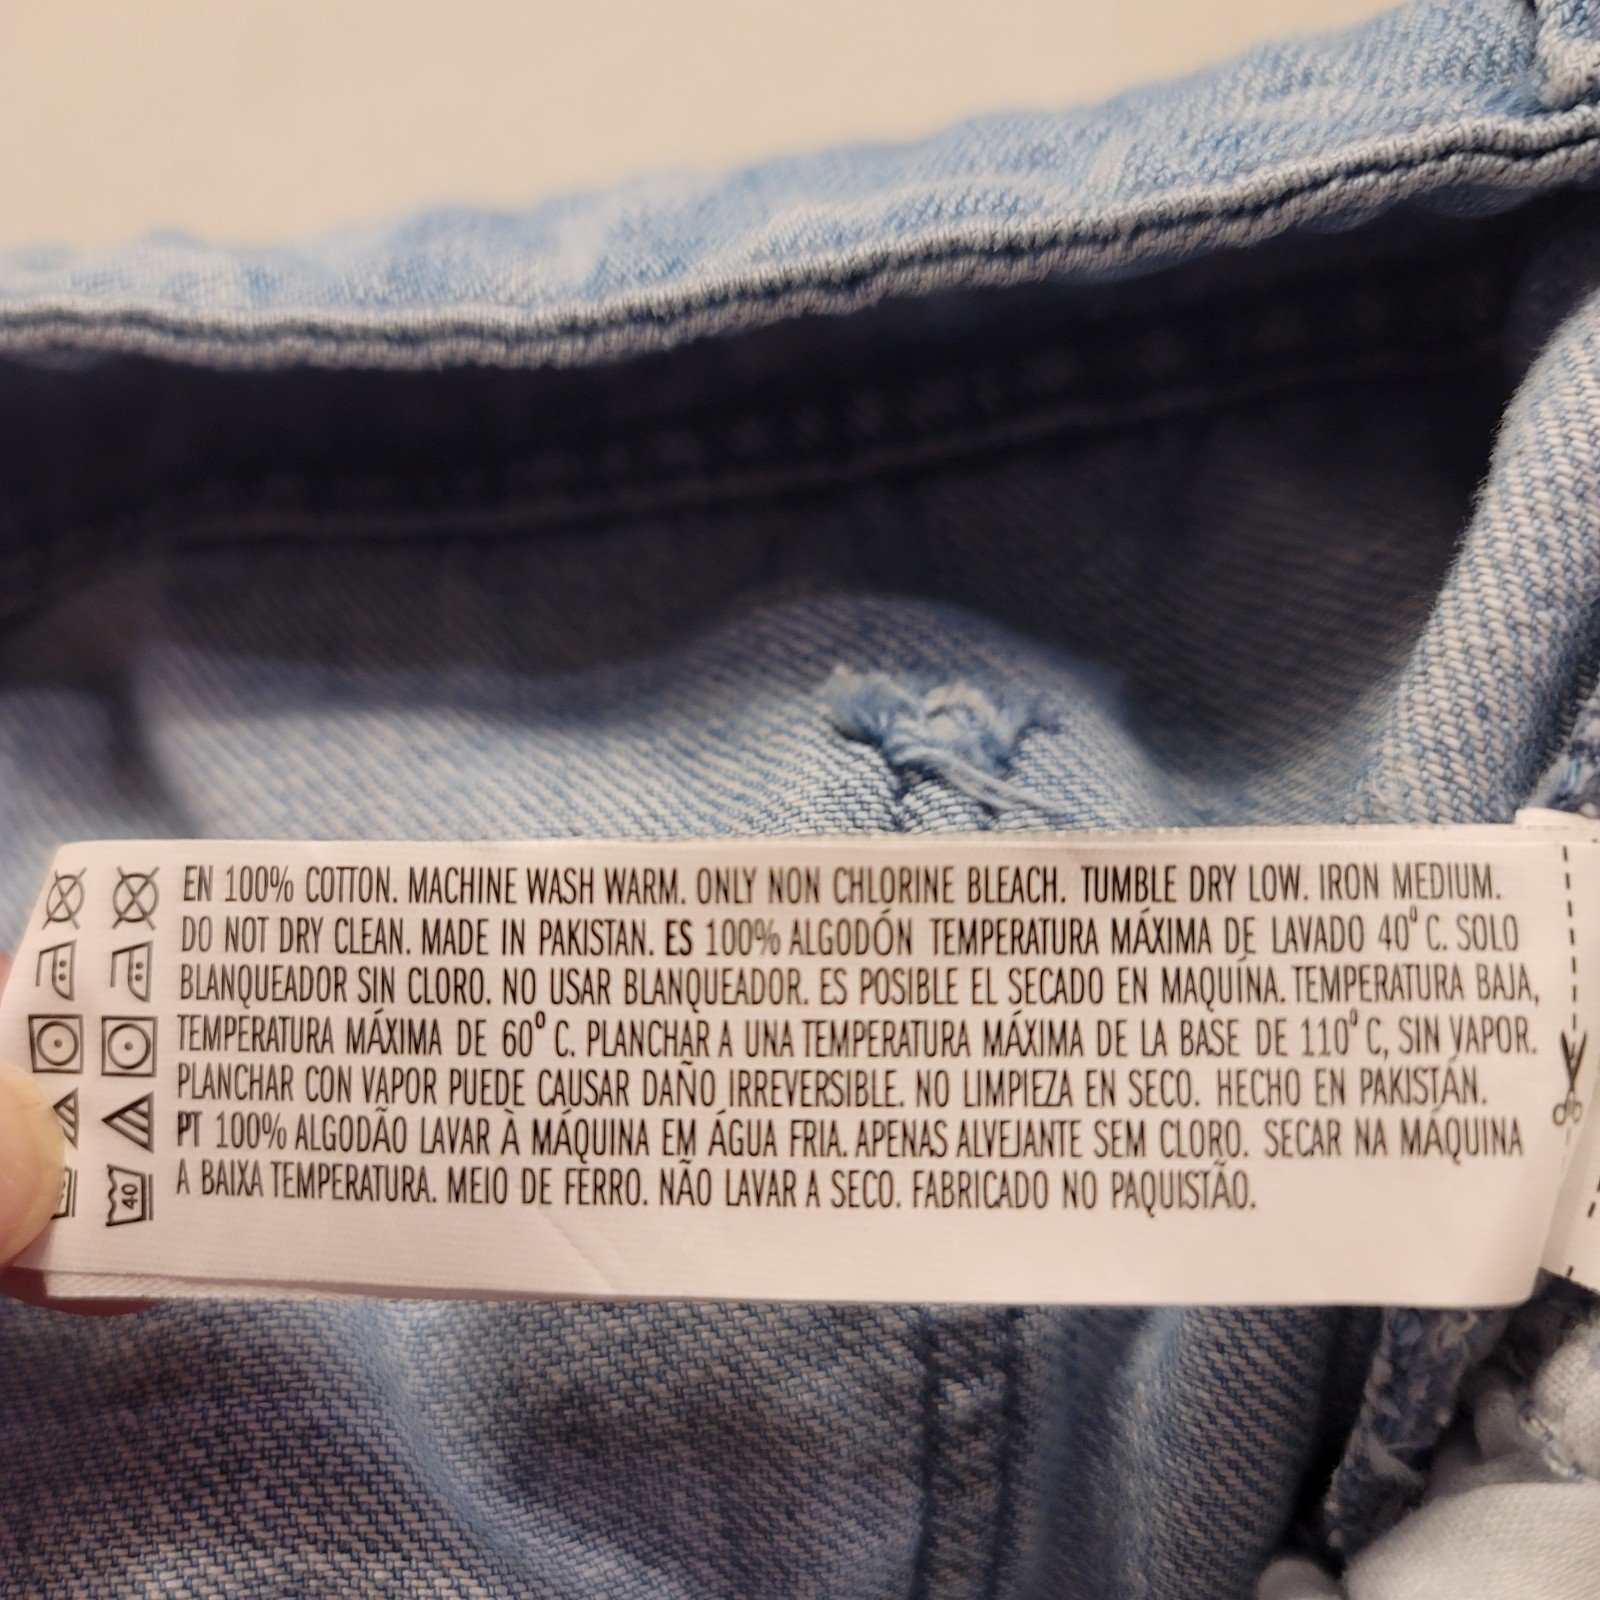 EN 100% COTTON. MACHINE WASH WARM. ONLY NON CHLORINE BLEACH. TUMBLE DRY LOW. IRON MEDIUM.
DO NOT DRY CLEAN. MADE IN PAKISTAN. ES 100% ALGODÓN TEMPERATURA MÁXIMA DE LAVADO 40⁰ C. SOLO
BLANQUEADOR SIN CLORO. NO USAR BLANQUEADOR. ES POSIBLE EL SECADO EN MAQUÍNA. TEMPERATURA BAJA,
TEMPERATURA MÁXIMA DE 60⁰ C. PLANCHAR A UNA TEMPERATURA MÁXIMA DE LA BASE DE 110⁰ C, SIN VAPOR.
PLANCHAR CON VAPOR PUEDE CAUSAR DAÑO IRREVERSIBLE. NO LIMPIEZA EN SECO. HECHO EN PAKISTÁN.
PT 100% ALGODÃO LAVAR À MÁQUINA EM ÁGUA FRIA. APENAS ALVEJANTE SEM CLORO. SECAR NA MÁQUINA
A BAIXA TEMPERATURA. MEIO DE FERRO. NÃO LAVAR A SECO. FABRICADO NO PAQUISTÃO.
40